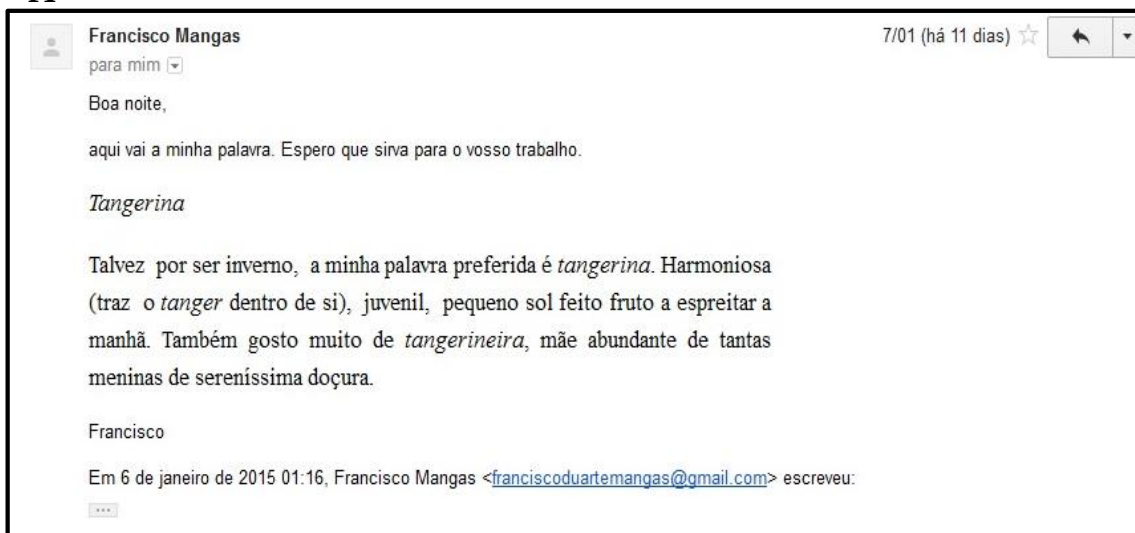 Francisco Mangas
7/01 (há 11 dias)
para mim
Boa noite,
aqui vai a minha palavra. Espero que sirva para o vosso trabalho.
Tangerina
Talvez por ser inverno, a minha palavra preferida é tangerina. Harmoniosa
(traz o tanger dentro de si), juvenil, pequeno sol feito fruto a espreitar a
manhã. Também gosto muito de tangerineira, mãe abundante de tantas
meninas de sereníssima doçura.
Francisco
Em 6 de janeiro de 2015 01:16, Francisco Mangas <franciscoduartemangas@gmail.com> escreveu: